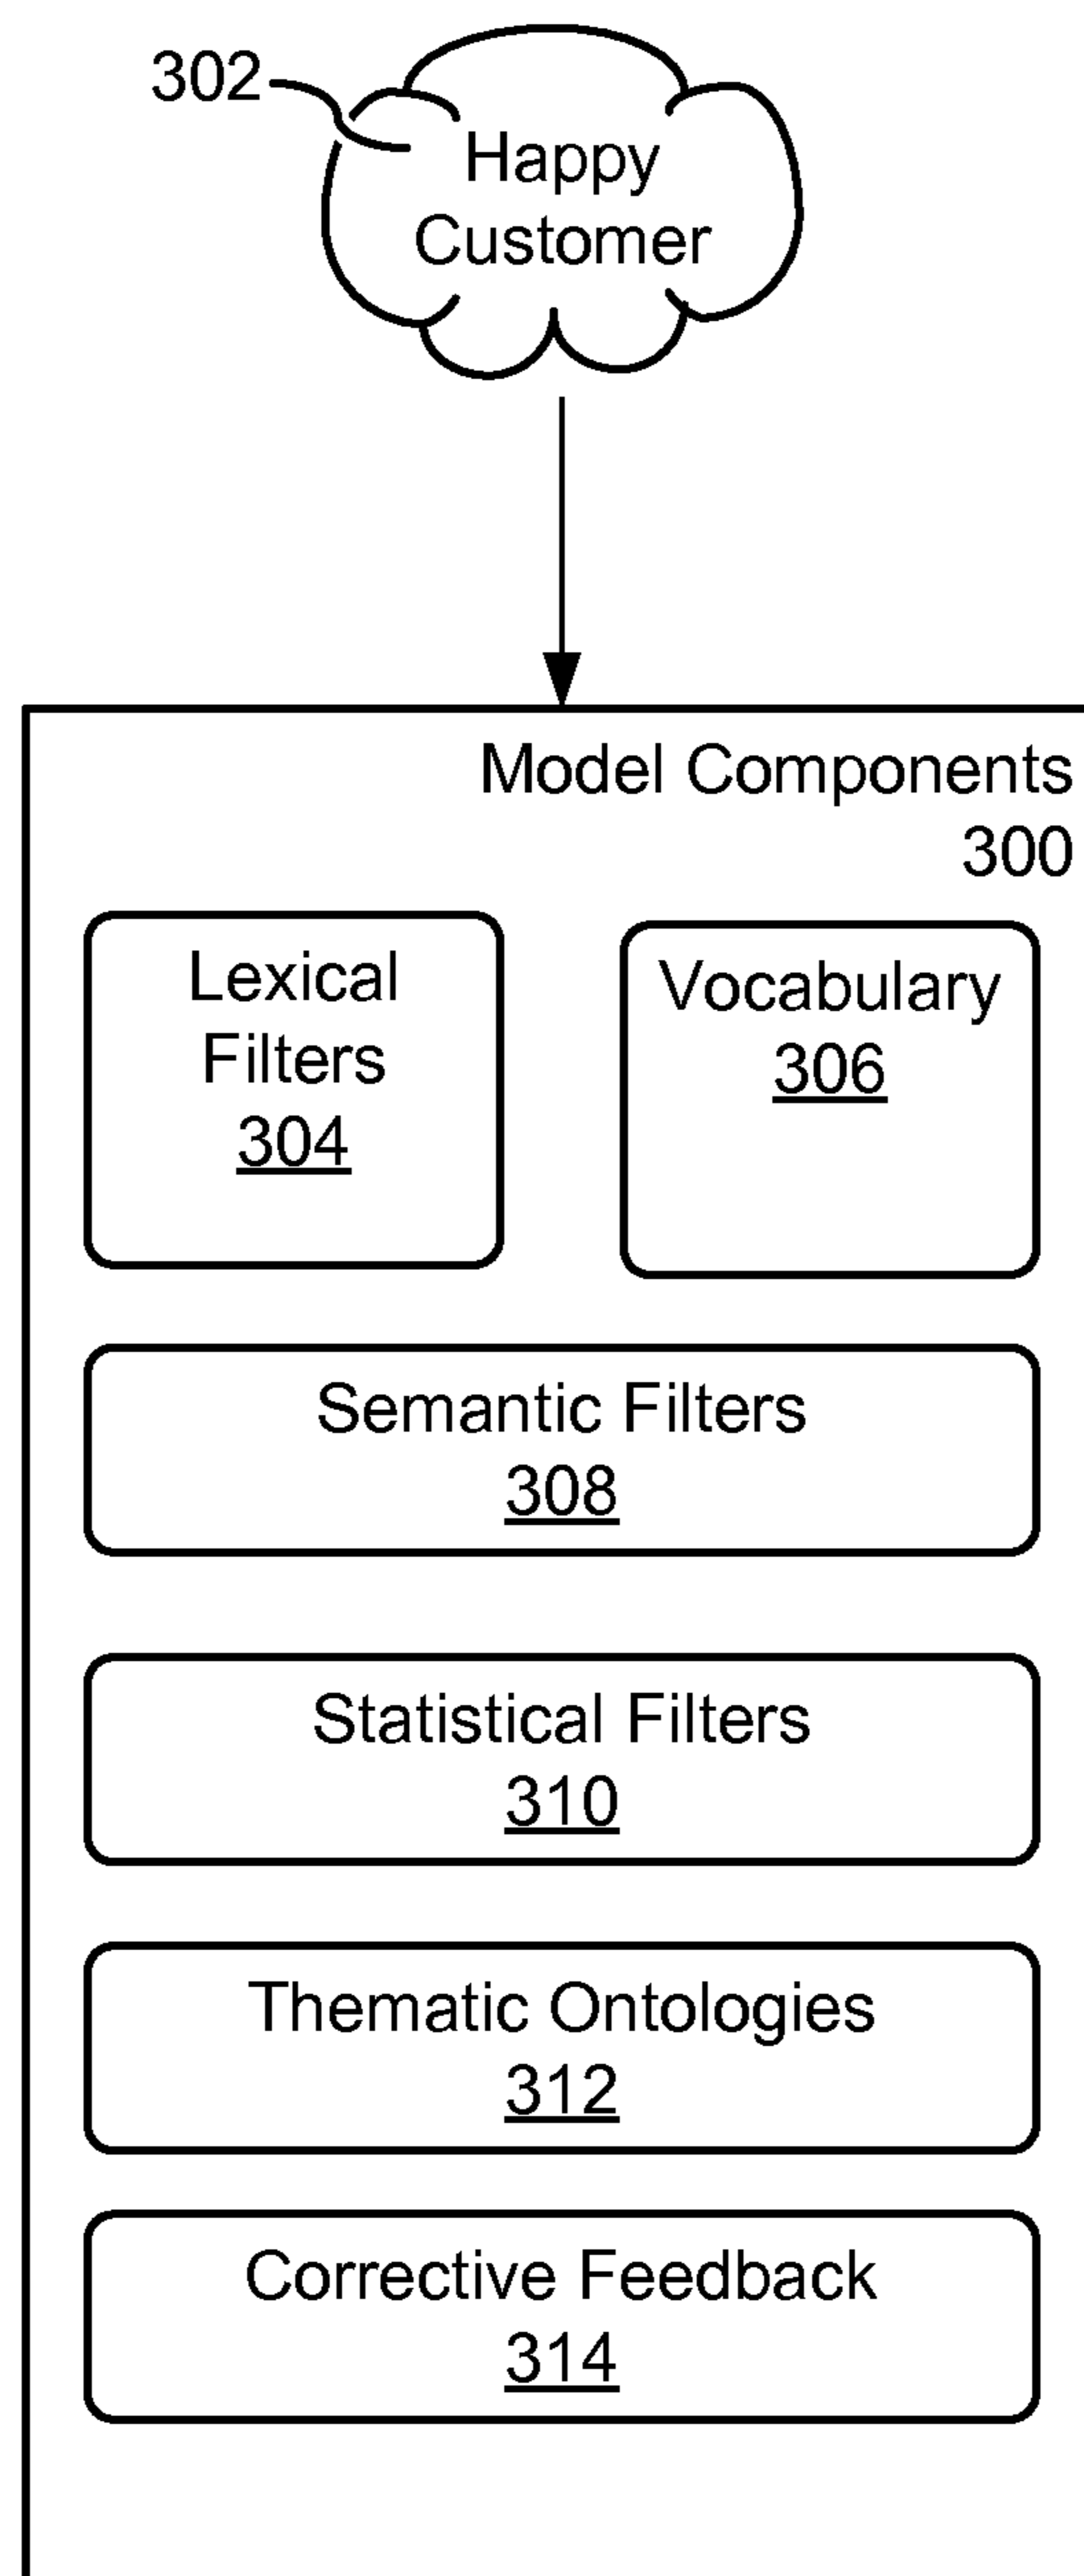 302
Happy
Customer
Model Components
300
Lexical
Filters
304
Vocabulary
306
Semantic Filters
308
Statistical Filters
310
Thematic Ontologies
312
Corrective Feedback
314